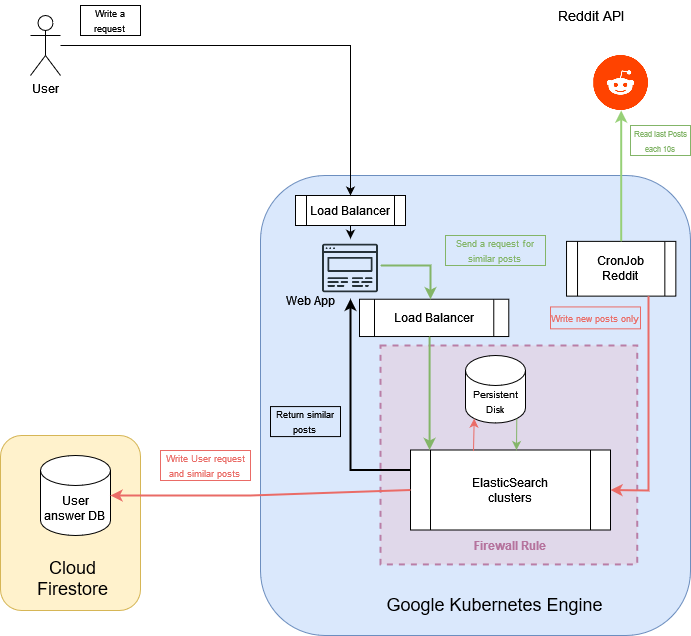 Write a
request
Reddit API
User
Read last Posts
each 10s
Load Balancer
Send a request for
similar posts
CronJob
Reddit
Web App
Load Balancer
Write new posts only
Persistent
Disk
Return similar
posts
Write User request
and similar posts
ElasticSearch
clusters
User
answer DB
Firewall Rule
Cloud
Firestore
Google Kubernetes Engine